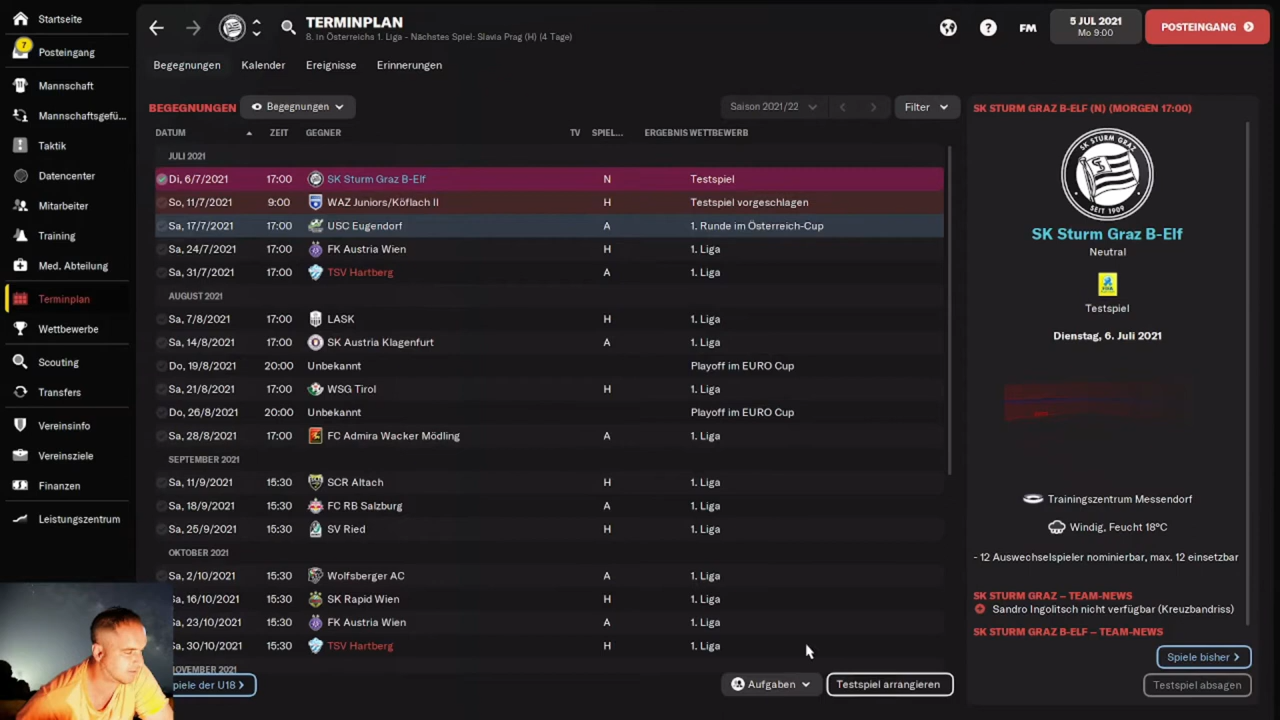 Startseite
7
Posteingang
Mannschaft
Mannschaftsgefü...
Taktik
Datencenter
Mitarbeiter
Training
Med. Abteilung
Terminplan
Wettbewerbe
Scouting
Transfers
Vereinsinfo
Vereinsziele
Finanzen
Leistungszentrum
TERMINPLAN
8. in Österreichs 1. Liga - Nächstes Spiel: Slavia Prag (H) (4 Tage)
FM
5 JUL 2021
Mo 9:00
POSTEINGANG
Begegnungen Kalender Ereignisse Erinnerungen
BEGEGNUNGEN Begegnungen Saison 2021/22 Filter
DATUM ZEIT GEGNER TV SPIEL... ERGEBNIS WETTBEWERB
JULI 2021
Di, 6/7/2021 17:00 SK Sturm Graz B-Elf N Testspiel
So, 11/7/2021 9:00 WAZ Juniors/Köflach II H Testspiel vorgeschlagen
Sa, 17/7/2021 17:00 USC Eugendorf A 1. Runde im Österreich-Cup
Sa, 24/7/2021 17:00 FK Austria Wien H 1. Liga
Sa, 31/7/2021 17:00 TSV Hartberg A 1. Liga
AUGUST 2021
Sa, 7/8/2021 17:00 LASK H 1. Liga
Sa, 14/8/2021 17:00 SK Austria Klagenfurt A 1. Liga
Do, 19/8/2021 20:00 Unbekannt Playoff im EURO Cup
Sa, 21/8/2021 17:00 WSG Tirol H 1. Liga
Do, 26/8/2021 20:00 Unbekannt Playoff im EURO Cup
Sa, 28/8/2021 17:00 FC Admira Wacker Mödling A 1. Liga
SEPTEMBER 2021
Sa, 11/9/2021 15:30 SCR Altach H 1. Liga
Sa, 18/9/2021 15:30 FC RB Salzburg A 1. Liga
Sa, 25/9/2021 15:30 SV Ried H 1. Liga
OKTOBER 2021
Sa, 2/10/2021 15:30 Wolfsberger AC A 1. Liga
Sa, 16/10/2021 15:30 SK Rapid Wien H 1. Liga
Sa, 23/10/2021 15:30 FK Austria Wien A 1. Liga
Sa, 30/10/2021 15:30 TSV Hartberg H 1. Liga
NOVEMBER 2021
piele der U18 Aufgaben Testspiel arrangieren
SK STURM GRAZ B-ELF (N) (MORGEN 17:00)
SK STURM GRAZ
SEIT 1909
SK Sturm Graz B-Elf
Neutral
Testspiel
Dienstag, 6. Juli 2021
Trainingszentrum Messendorf
Windig, Feucht 18°C
- 12 Auswechselspieler nominierbar, max. 12 einsetzbar
SK STURM GRAZ – TEAM-NEWS
Sandro Ingolitsch nicht verfügbar (Kreuzbandriss)
SK STURM GRAZ B-ELF – TEAM-NEWS
Spiele bisher
Testspiel absagen